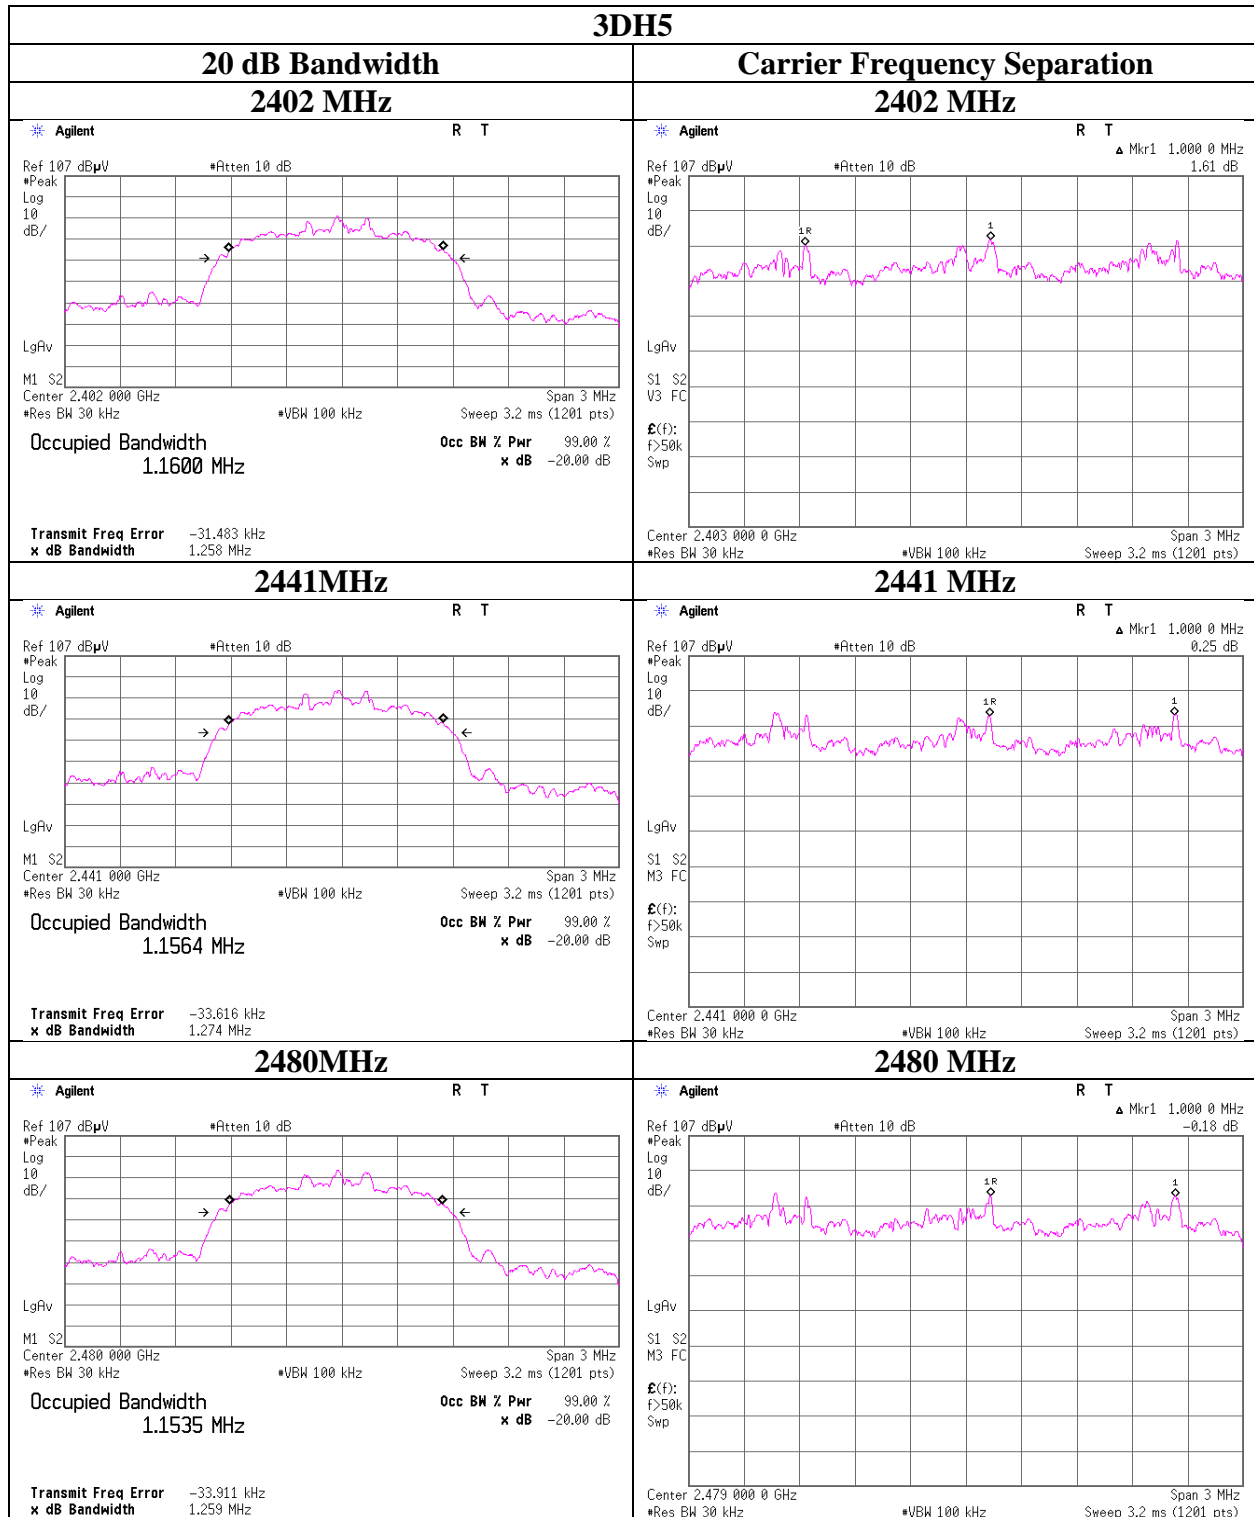 3DH5
20 dB Bandwidth
Carrier Frequency Separation
2402 MHz
2402 MHz
Agilent R T
Ref 107 dBµV #Atten 10 dB
#Peak
Log
10
dB/
LgAv
M1 S2
Center 2.402 000 GHz Span 3 MHz
#Res BW 30 kHz #VBW 100 kHz Sweep 3.2 ms (1201 pts)
Occupied Bandwidth Occ BW % Pwr 99.00 %
1.1600 MHz x dB -20.00 dB
Transmit Freq Error -31.483 kHz
x dB Bandwidth 1.258 MHz
Agilent R T
Δ Mkr1 1.000 0 MHz
Ref 107 dBµV #Atten 10 dB 1.61 dB
#Peak
Log
10
dB/
1R
1
LgAv
S1 S2
V3 FC
£(f):
f>50k
Swp
Center 2.403 000 0 GHz Span 3 MHz
#Res BW 30 kHz #VBW 100 kHz Sweep 3.2 ms (1201 pts)
2441MHz
2441 MHz
Agilent R T
Ref 107 dBµV #Atten 10 dB
#Peak
Log
10
dB/
LgAv
M1 S2
Center 2.441 000 GHz Span 3 MHz
#Res BW 30 kHz #VBW 100 kHz Sweep 3.2 ms (1201 pts)
Occupied Bandwidth Occ BW % Pwr 99.00 %
1.1564 MHz x dB -20.00 dB
Transmit Freq Error -33.616 kHz
x dB Bandwidth 1.274 MHz
Agilent R T
Δ Mkr1 1.000 0 MHz
Ref 107 dBµV #Atten 10 dB 0.25 dB
#Peak
Log
10
dB/
1R
1
LgAv
S1 S2
M3 FC
£(f):
f>50k
Swp
Center 2.441 000 0 GHz Span 3 MHz
#Res BW 30 kHz #VBW 100 kHz Sweep 3.2 ms (1201 pts)
2480MHz
2480 MHz
Agilent R T
Ref 107 dBµV #Atten 10 dB
#Peak
Log
10
dB/
LgAv
M1 S2
Center 2.480 000 GHz Span 3 MHz
#Res BW 30 kHz #VBW 100 kHz Sweep 3.2 ms (1201 pts)
Occupied Bandwidth Occ BW % Pwr 99.00 %
1.1535 MHz x dB -20.00 dB
Transmit Freq Error -33.911 kHz
x dB Bandwidth 1.259 MHz
Agilent R T
Δ Mkr1 1.000 0 MHz
Ref 107 dBµV #Atten 10 dB -0.18 dB
#Peak
Log
10
dB/
1R
1
LgAv
S1 S2
M3 FC
£(f):
f>50k
Swp
Center 2.479 000 0 GHz Span 3 MHz
#Res BW 30 kHz #VBW 100 kHz Sweep 3.2 ms (1201 pts)